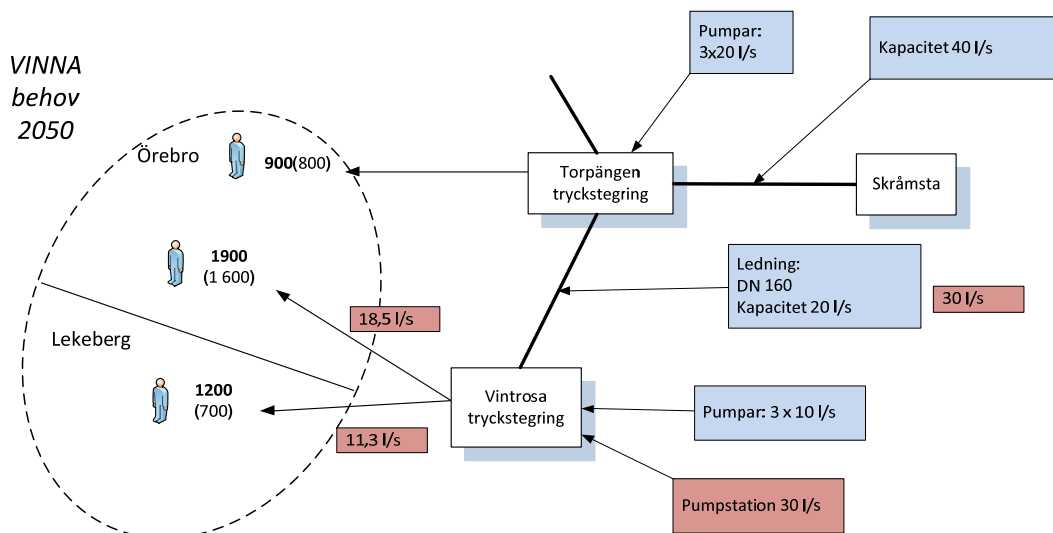 VINNA
behov
2050
Pumpar:
3x20 l/s
Kapacitet 40 l/s
Örebro
900(800)
Torpängen
tryckstegring
Skråmsta
1900
(1 600)
Ledning:
DN 160
Kapacitet 20 l/s
30 l/s
18,5 l/s
Lekeberg
1200
(700)
Vintrosa
tryckstegring
Pumpar: 3 x 10 l/s
11,3 l/s
Pumpstation 30 l/s